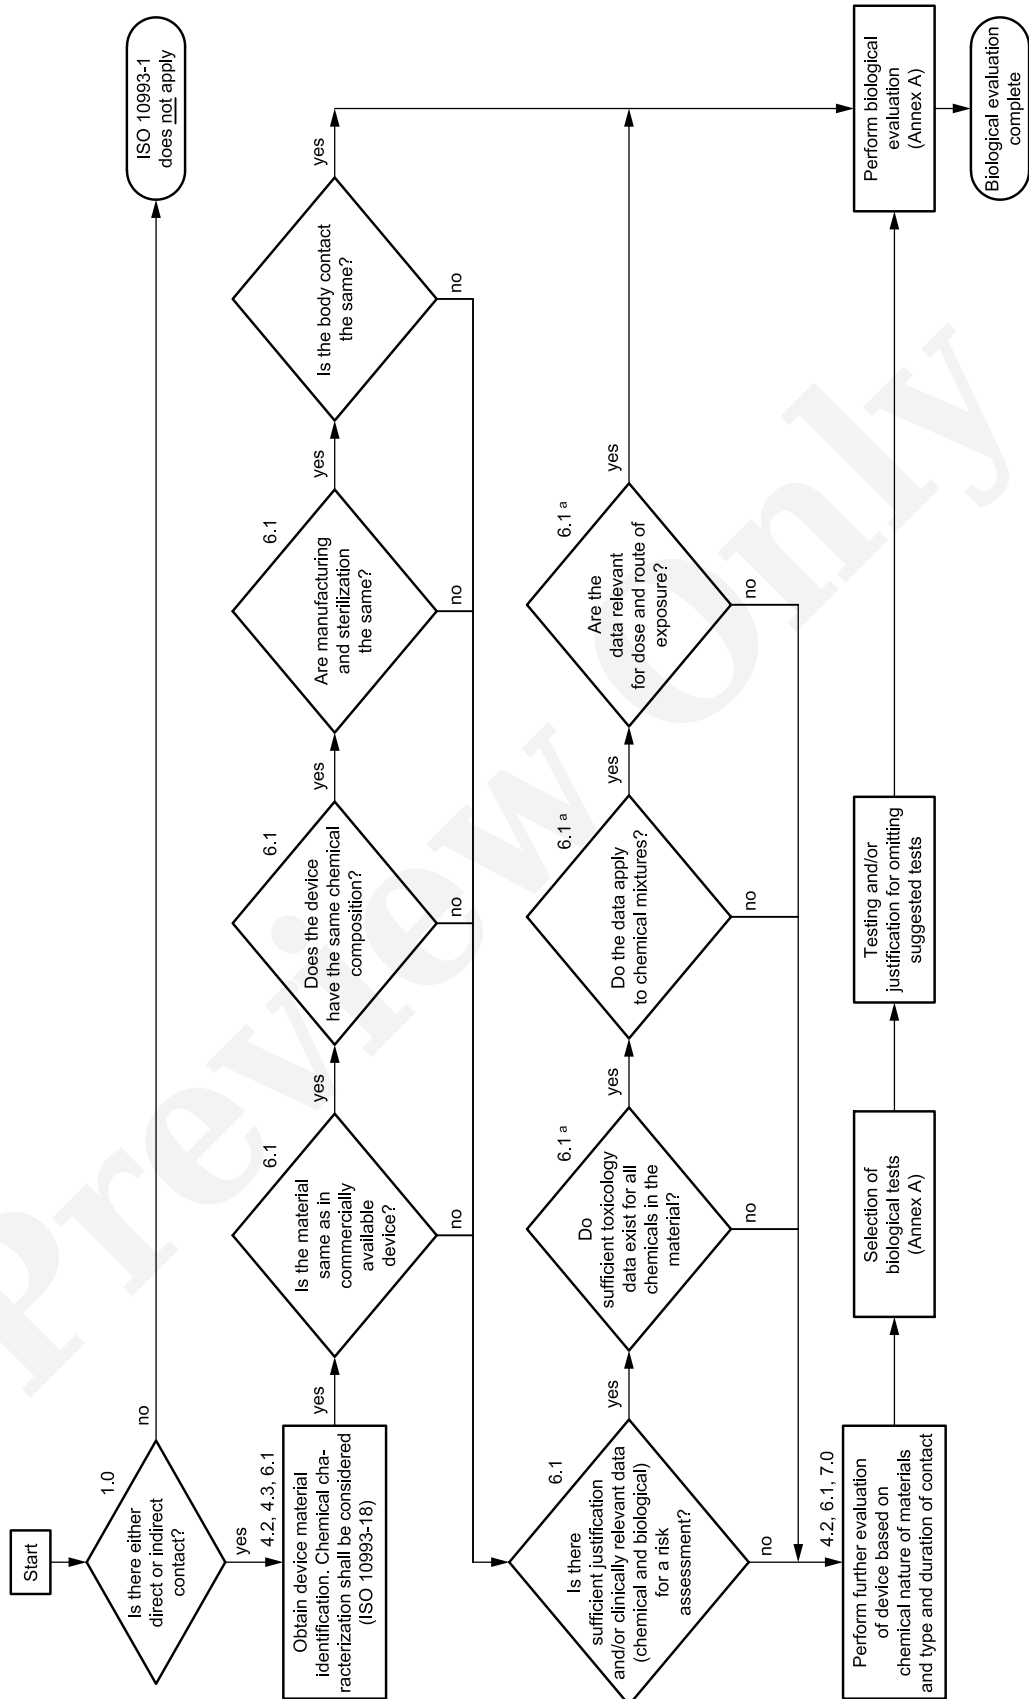 Start
1.0
Is there either
direct or indirect
contact?
no
ISO 10993-1
does not apply
yes
4.2, 4.3, 6.1
Obtain device material
identification. Chemical cha-
racterization shall be considered
(ISO 10993-18)
yes
6.1
Is the material
same as in
commercially
available
device?
no
yes
6.1
Does the device
have the same chemical
composition?
no
yes
6.1
Are manufacturing
and sterilization
the same?
no
yes
Is the body contact
the same?
no
yes
6.1
Is there
sufficient justification
and/or clinically relevant data
(chemical and biological)
for a risk
assessment?
no
yes
6.1 a
Do
sufficient toxicology
data exist for all
chemicals in the
material?
no
yes
6.1 a
Do the data apply
to chemical mixtures?
no
yes
6.1 a
Are the
data relevant
for dose and route of
exposure?
no
yes
4.2, 6.1, 7.0
Perform further evaluation
of device based on
chemical nature of materials
and type and duration of contact
Selection of
biological tests
(Annex A)
Testing and/or
justification for omitting
suggested tests
Perform biological
evaluation
(Annex A)
Biological evaluation
complete
Preview Only